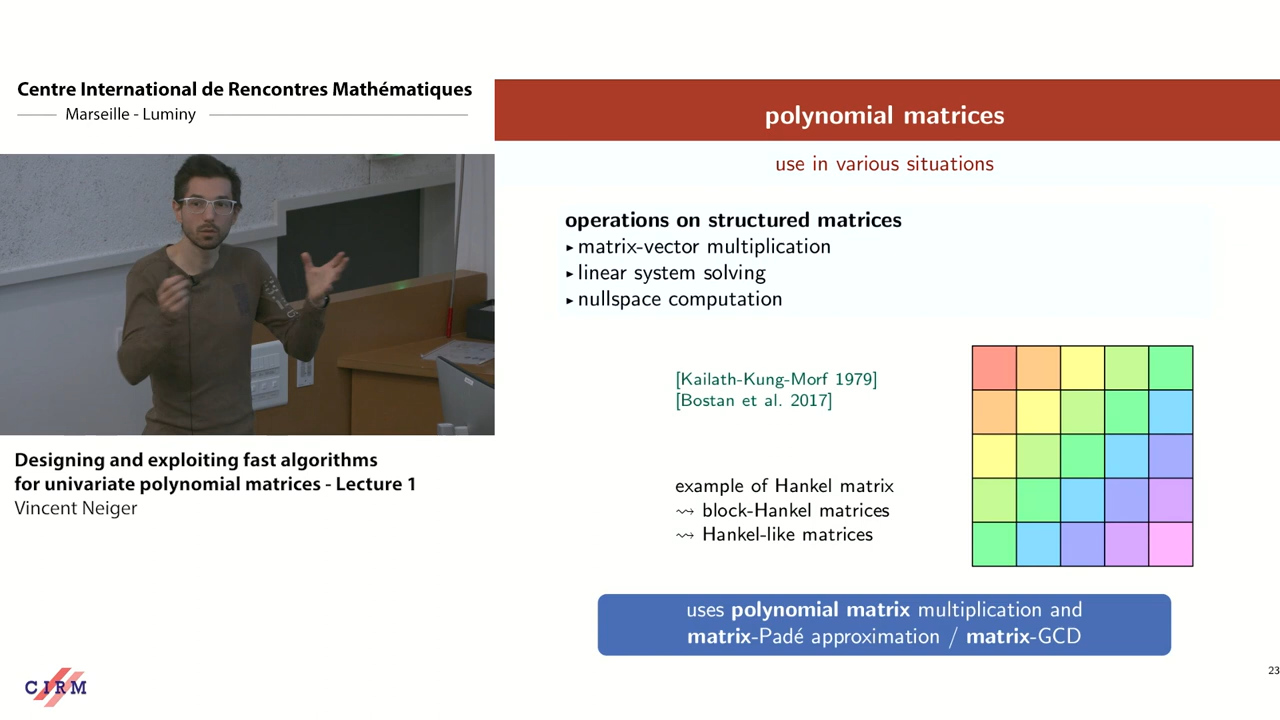 Centre International de Rencontres Mathématiques
Marseille - Luminy
polynomial matrices
use in various situations
operations on structured matrices
▸ matrix-vector multiplication
▸ linear system solving
▸ nullspace computation
[Kailath-Kung-Morf 1979]
[Bostan et al. 2017]
example of Hankel matrix
⇝ block-Hankel matrices
⇝ Hankel-like matrices
uses polynomial matrix multiplication and
matrix-Padé approximation / matrix-GCD
Designing and exploiting fast algorithms
for univariate polynomial matrices - Lecture 1
Vincent Neiger
CIRM
23